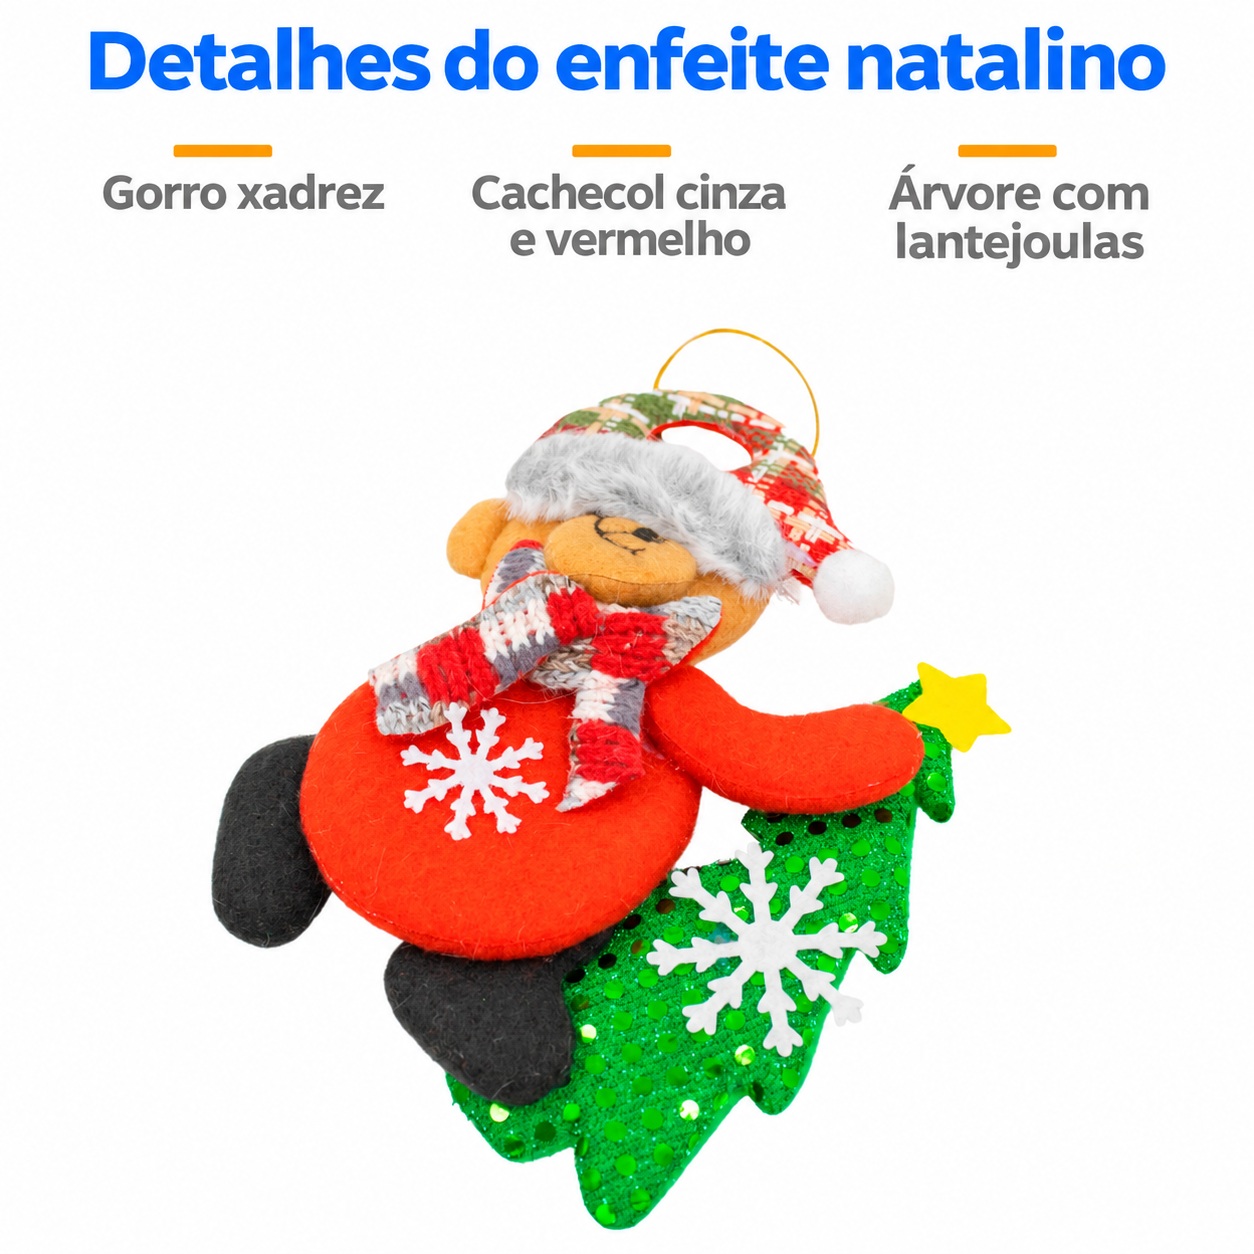 Detalhes do enfeite natalino
Gorro xadrez
Cachecol cinza
e vermelho
Árvore com
lantejoulas